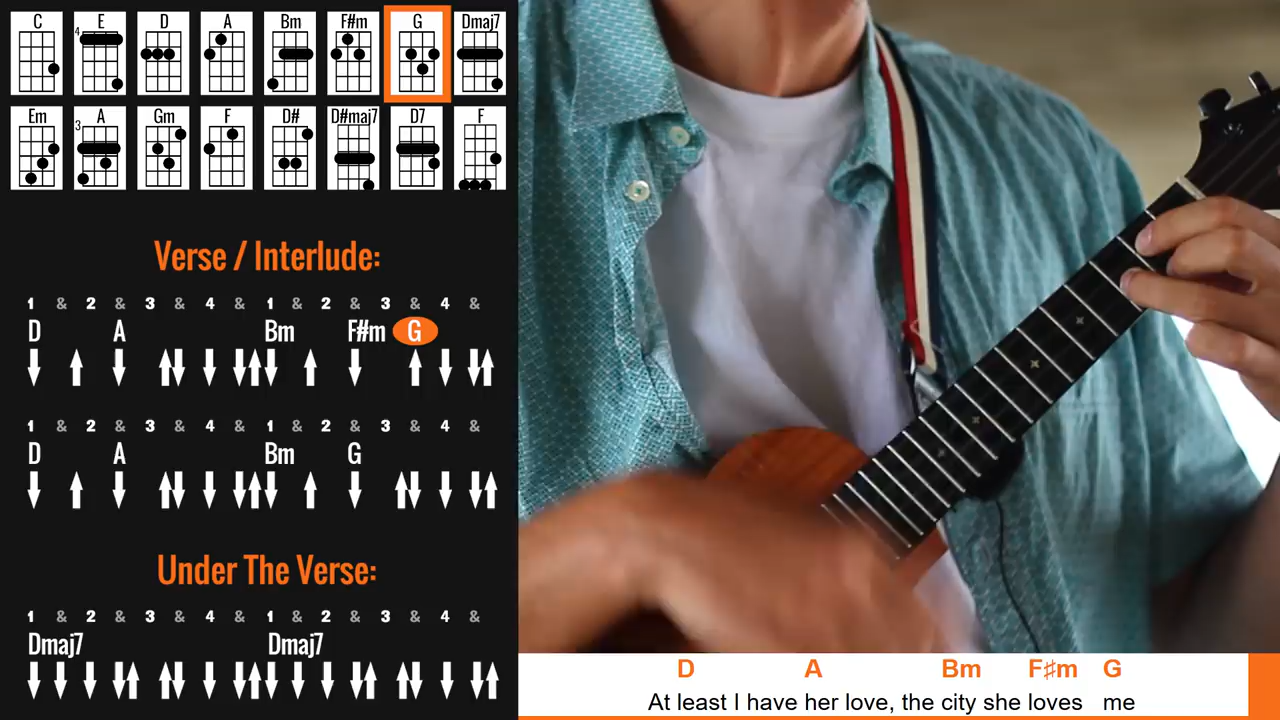 C E D A Bm F#m G Dmaj7
4
Em A Gm F D# D#maj7 D7 F
3
Verse / Interlude:
1 & 2 & 3 & 4 & 1 & 2 & 3 & 4 &
D A Bm F#m G
1 & 2 & 3 & 4 & 1 & 2 & 3 & 4 &
D A Bm G
Under The Verse:
1 & 2 & 3 & 4 & 1 & 2 & 3 & 4 &
Dmaj7 Dmaj7
D A Bm F♯m G
At least I have her love, the city she loves me